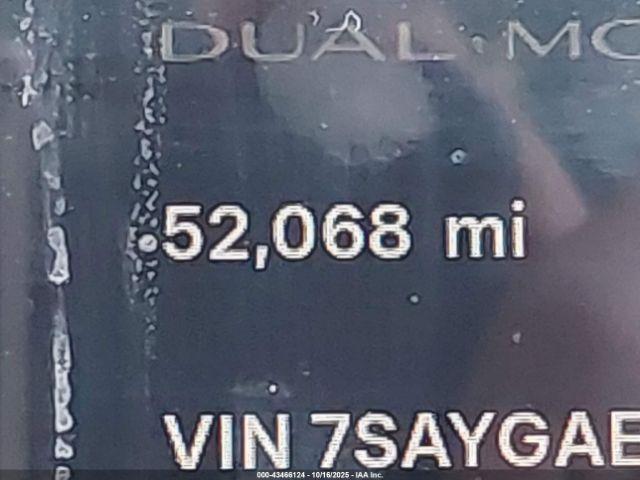 DUAL MO
52,068 mi
VIN 7SAYGAE
000-43466124 - 10/16/2025 - IAA Inc.